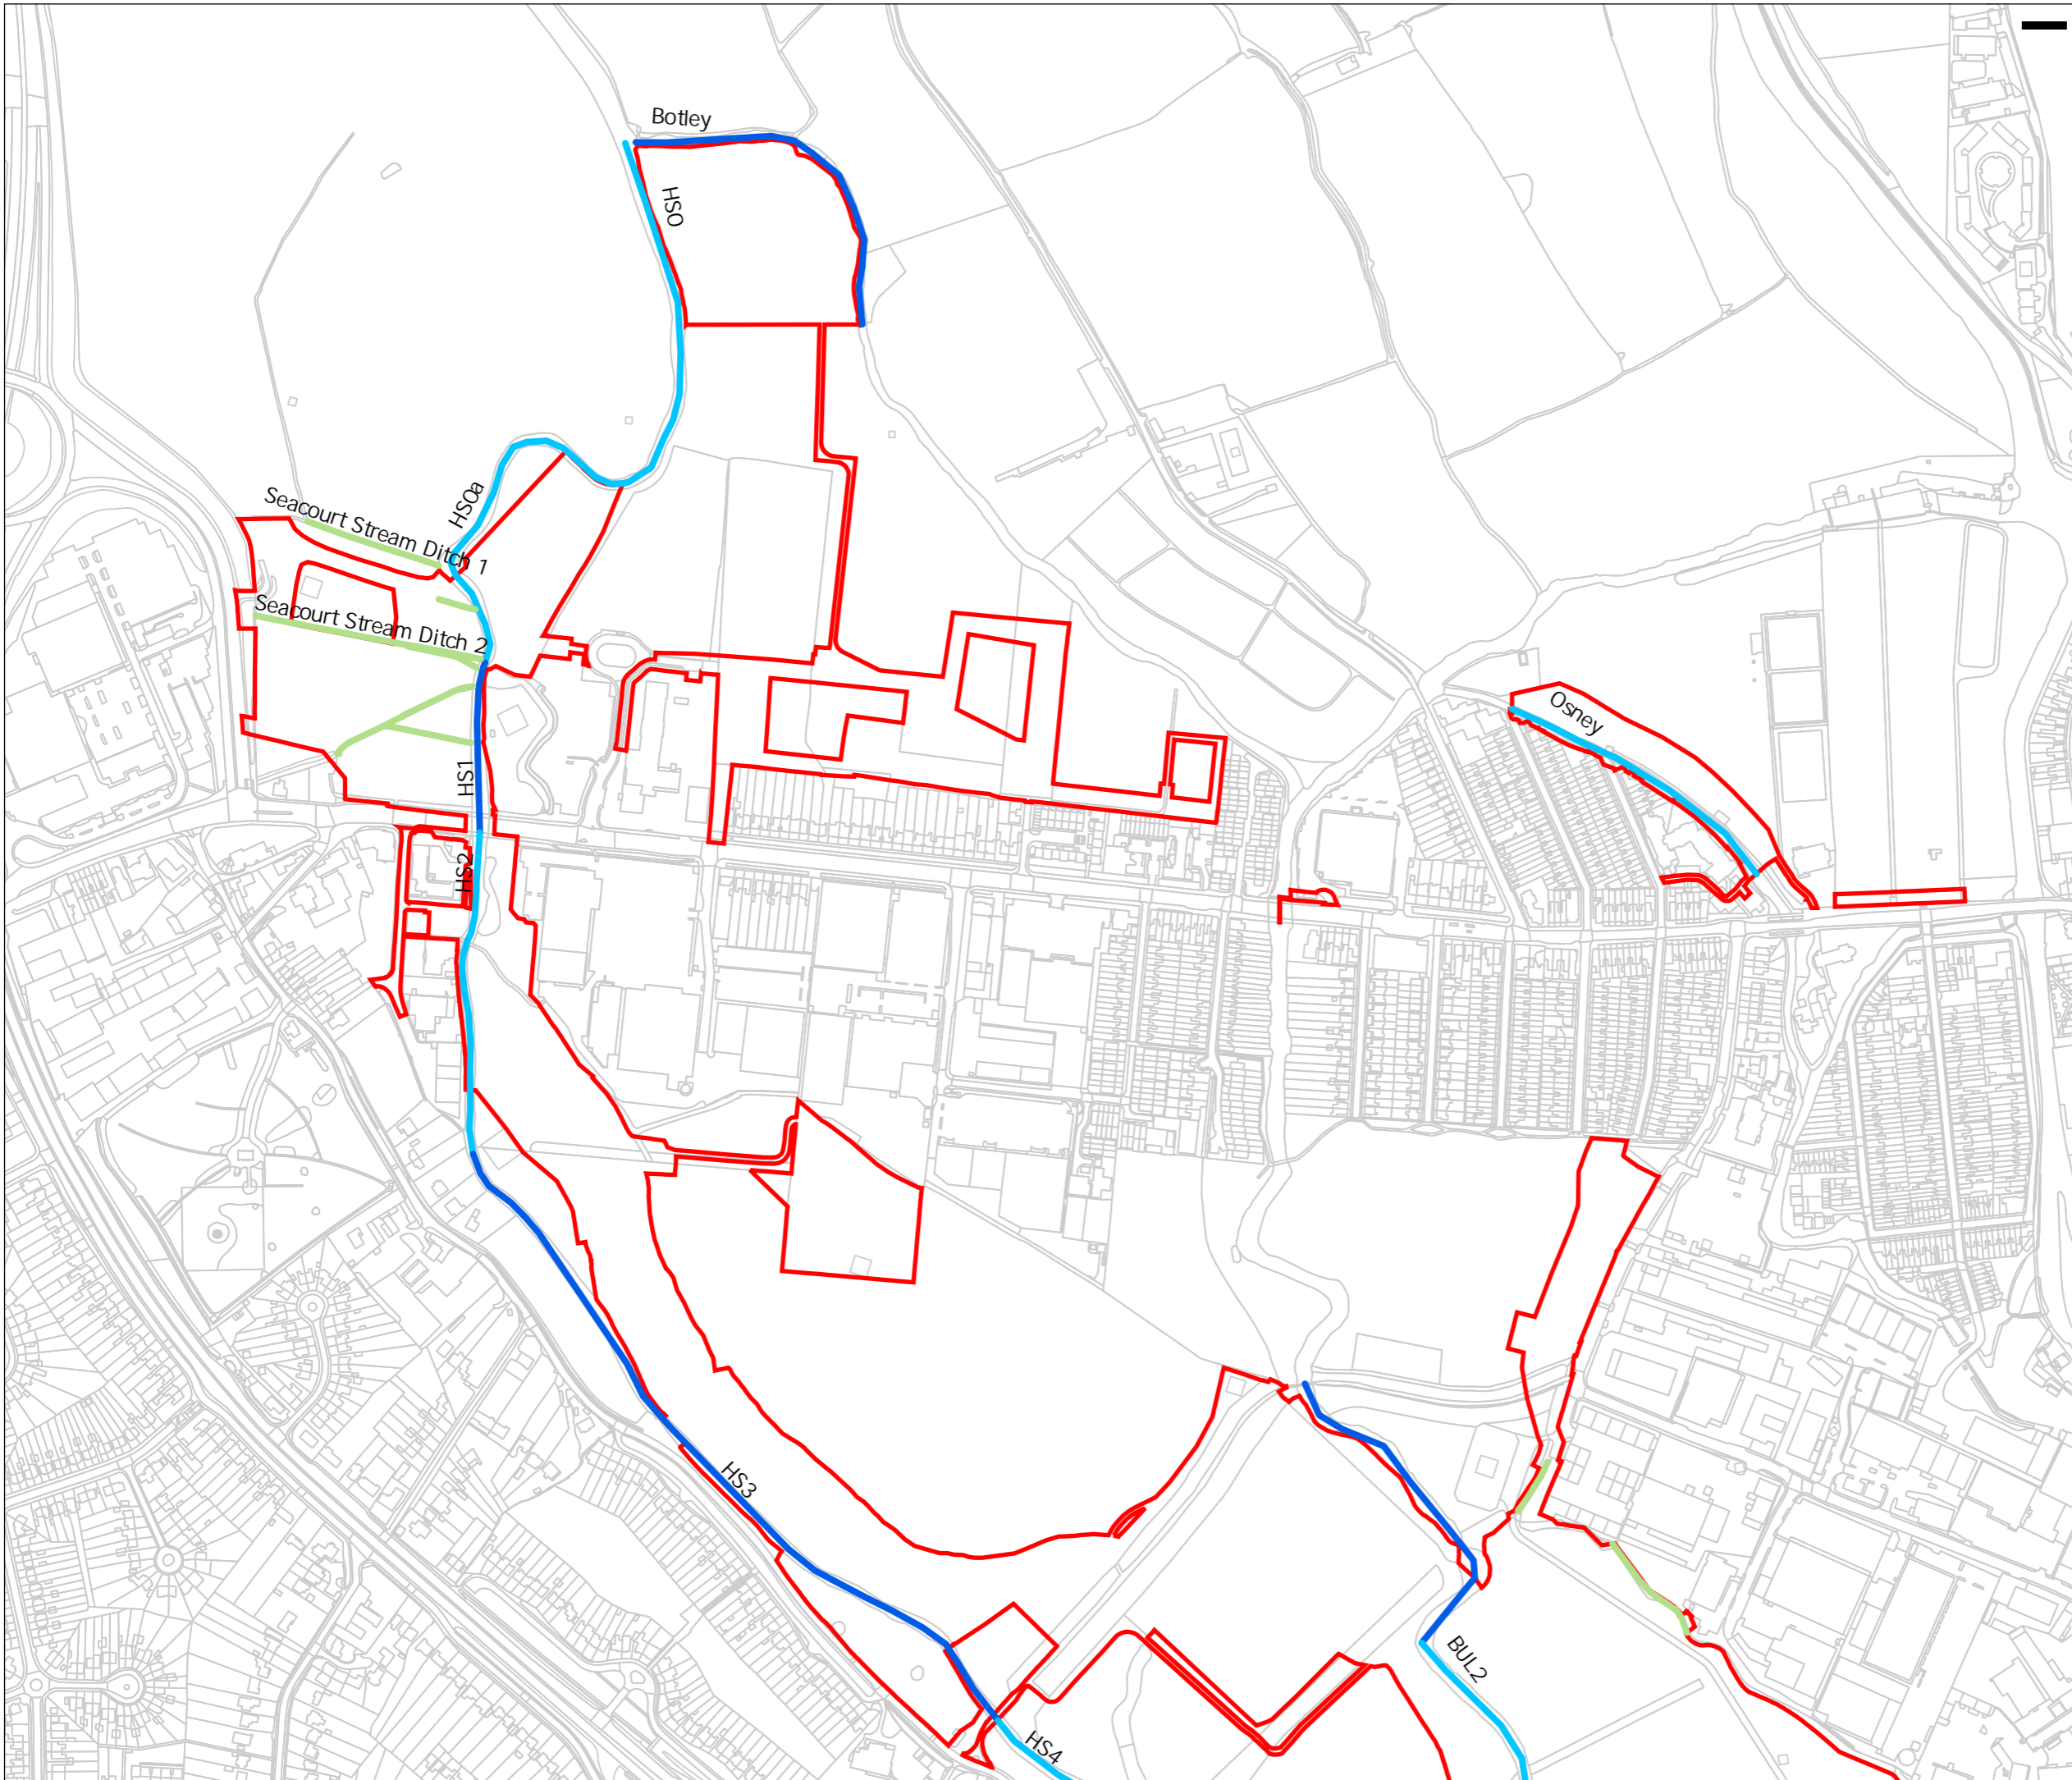 Botley
HS0
HS0a
Seacourt Stream Ditch 1
Seacourt Stream Ditch 2
Osney
HS1
HS2
HS3
BUL2
HS4